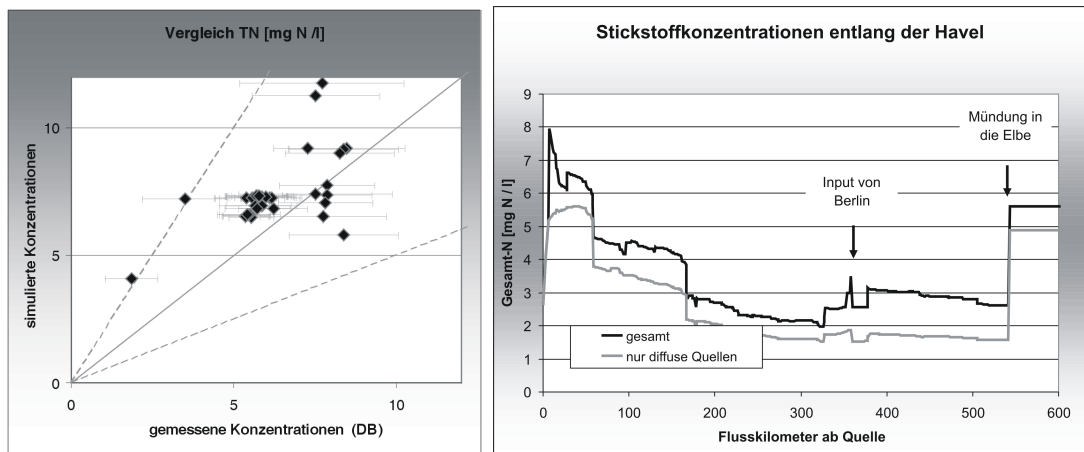 Vergleich TN [mg N /l]
simulierte Konzentrationen
10
5
0
0
5
10
gemessene Konzentrationen (DB)
Stickstoffkonzentrationen entlang der Havel
Gesamt-N [mg N / l]
9
8
7
6
5
4
3
2
1
0
Mündung in
die Elbe
Input von
Berlin
gesamt
nur diffuse Quellen
0
100
200
300
400
500
600
Flusskilometer ab Quelle